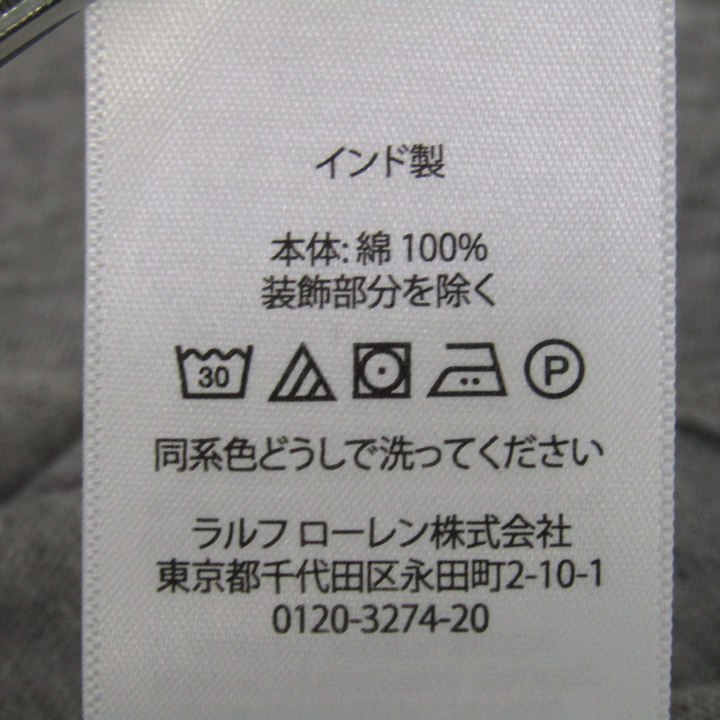 インド製
本体: 綿 100%
装飾部分を除く
30 P
同系色どうしで洗ってください
ラルフ ローレン株式会社
東京都千代田区永田町2-10-1
0120-3274-20